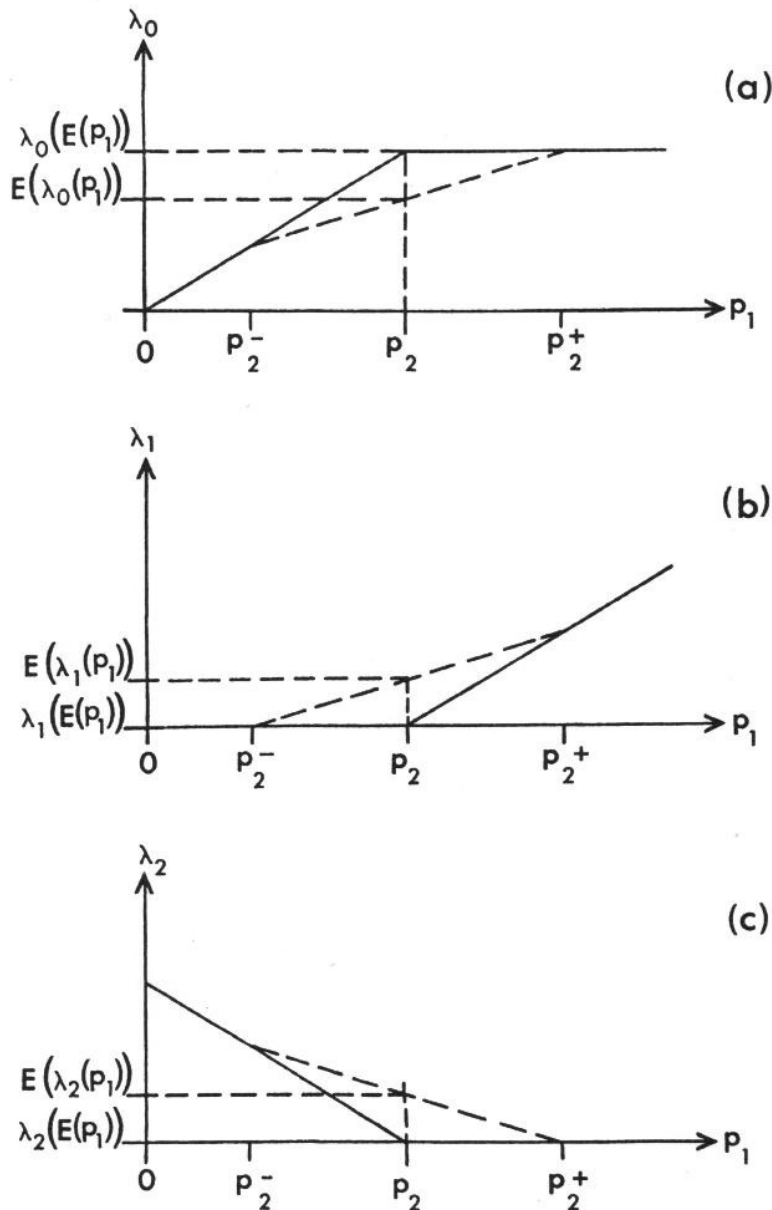 λ₀
(a)
λ₀(E(p₁))
E(λ₀(p₁))
0 p₂⁻ p₂ p₂⁺ p₁
λ₁
(b)
E(λ₁(p₁))
λ₁(E(p₁))
0 p₂⁻ p₂ p₂⁺ p₁
λ₂
(c)
E(λ₂(p₁))
λ₂(E(p₁))
0 p₂⁻ p₂ p₂⁺ p₁